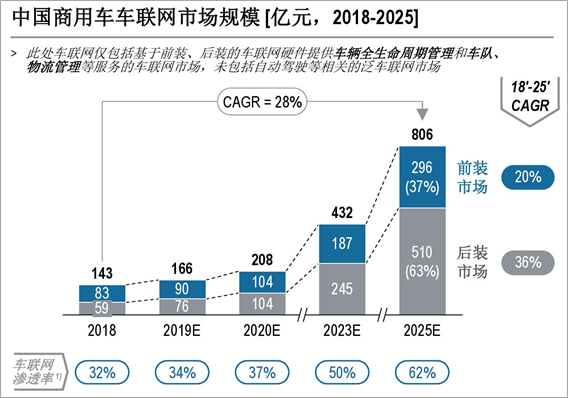 中国商用车车联网市场规模 [亿元，2018-2025]
> 此处车联网仅包括基于前装、后装的车联网硬件提供车辆全生命周期管理和车队、
物流管理等服务的车联网市场，未包括自动驾驶等相关的泛车联网市场
CAGR = 28%
18'-25'
CAGR
806
296
(37%)
前装
市场
20%
432
187
510
(63%)
后装
市场
36%
143
166
208
83
90
104
59
76
104
245
2018
2019E
2020E
2023E
2025E
车联网
渗透率1)
32%
34%
37%
50%
62%